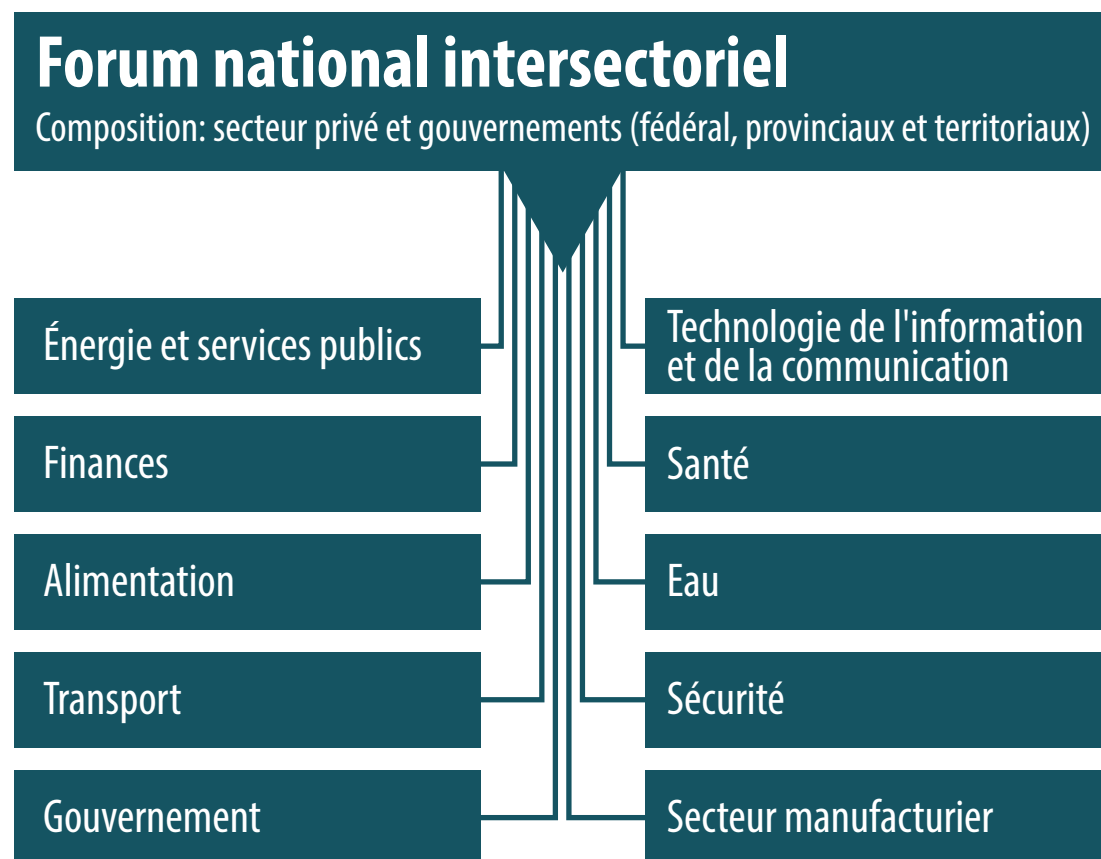 Forum national intersectoriel
Composition: secteur privé et gouvernements (fédéral, provinciaux et territoriaux)
Énergie et services publics
Finances
Alimentation
Transport
Gouvernement
Technologie de l'information
et de la communication
Santé
Eau
Sécurité
Secteur manufacturier